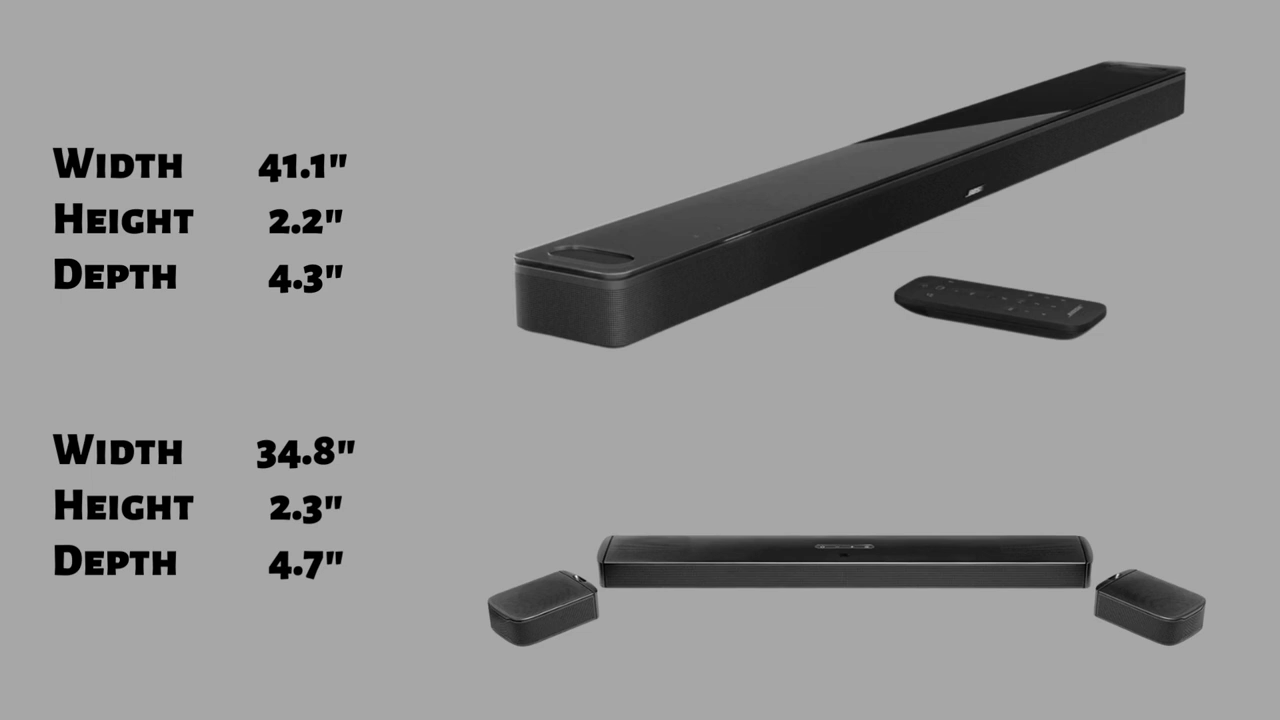 Width 41.1"
Height 2.2"
Depth 4.3"
Width 34.8"
Height 2.3"
Depth 4.7"